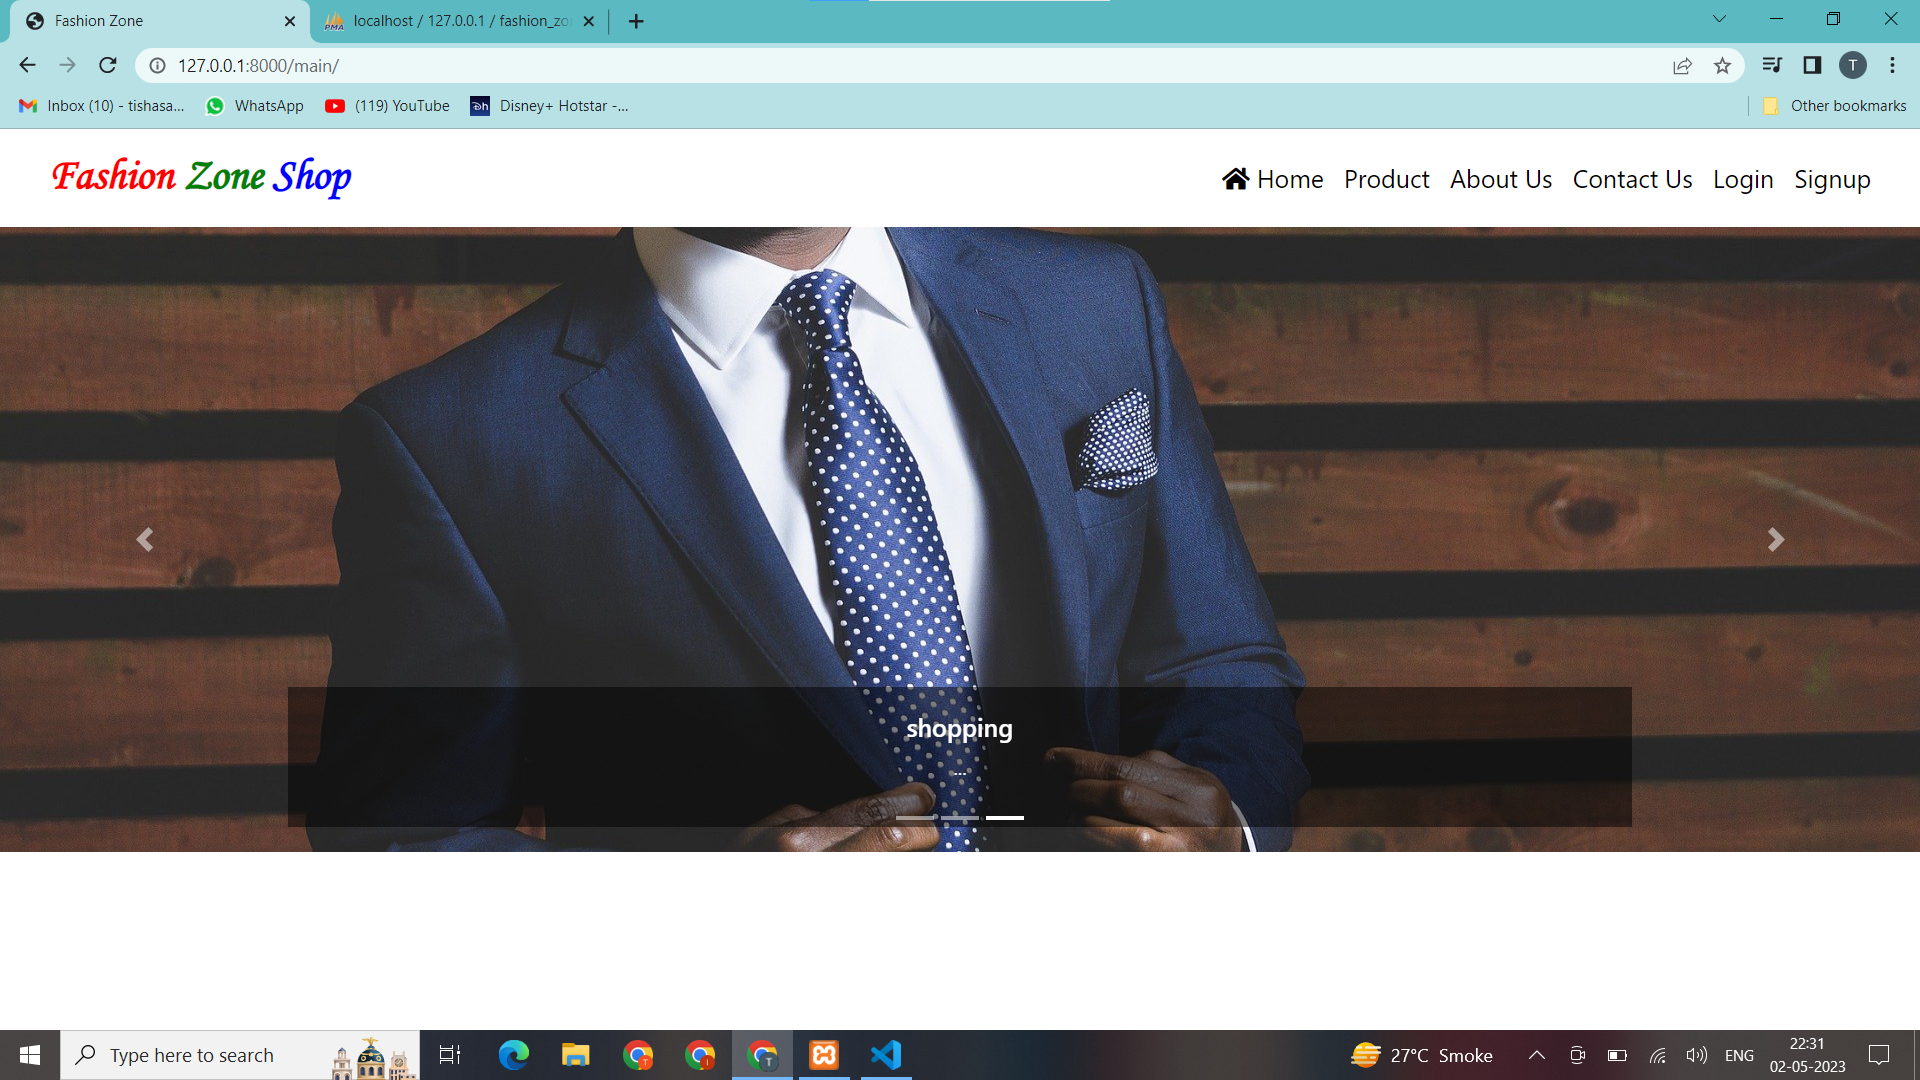 Fashion Zone
localhost / 127.0.0.1 / fashion_zo
127.0.0.1:8000/main/
T
Inbox (10) - tishasa...
WhatsApp
(119) YouTube
Disney+ Hotstar -...
Other bookmarks
Fashion Zone Shop
Home
Product
About Us
Contact Us
Login
Signup
shopping
...
Type here to search
27°C Smoke
ENG
22:31
02-05-2023